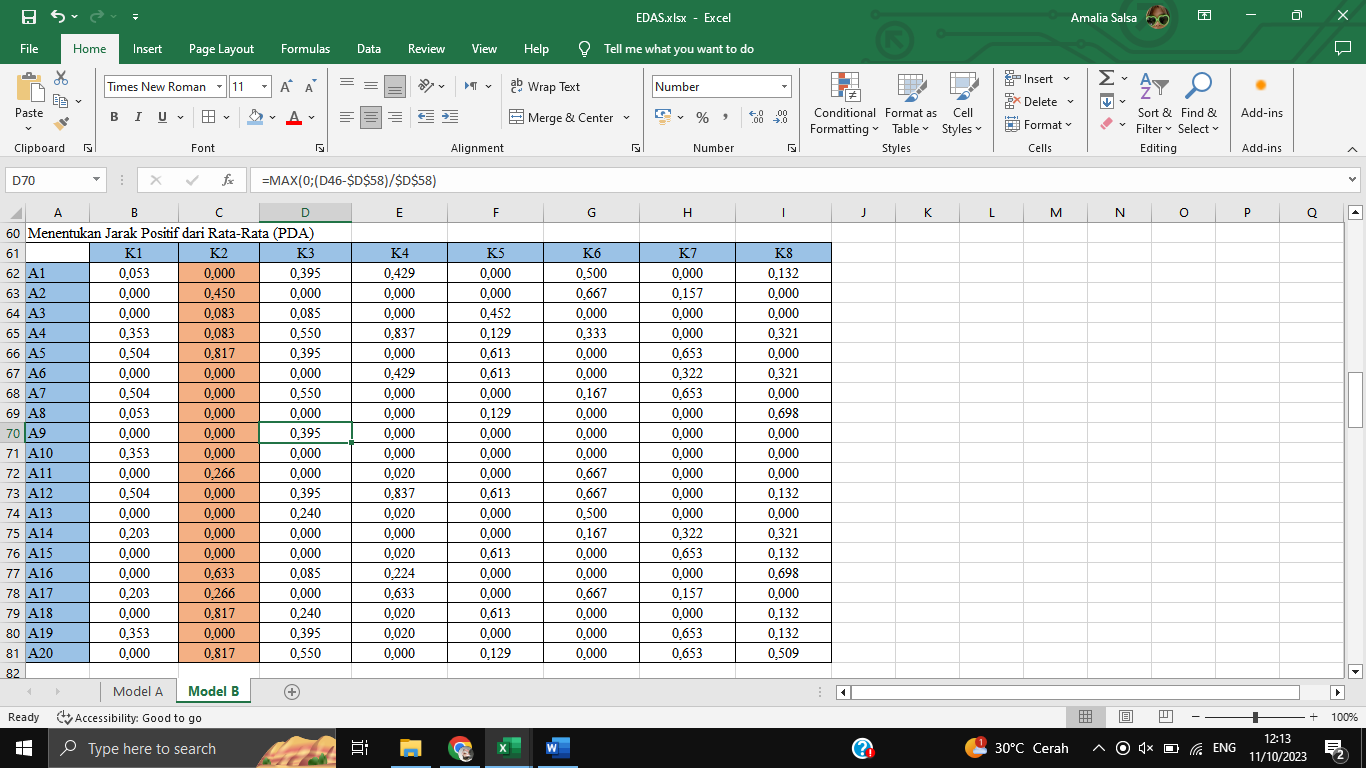 EDAS.xlsx - Excel
Amalia Salsa
File Home Insert Page Layout Formulas Data Review View Help Tell me what you want to do
Paste
Clipboard
Times New Roman 11 A A
B I U A
Font
ab Wrap Text
Merge & Center
Alignment
Number
% ,
Number
Conditional Formatting
Format as Table
Cell Styles
Styles
Insert
Delete
Format
Cells
Sort & Filter
Find & Select
Editing
Add-ins
Add-ins
D70 fx =MAX(0;(D46-$D$58)/$D$58)
A B C D E F G H I J K L M N O P Q
60 Menentukan Jarak Positif dari Rata-Rata (PDA)
61 K1 K2 K3 K4 K5 K6 K7 K8
62 A1 0,053 0,000 0,395 0,429 0,000 0,500 0,000 0,132
63 A2 0,000 0,450 0,000 0,000 0,000 0,667 0,157 0,000
64 A3 0,000 0,083 0,085 0,000 0,452 0,000 0,000 0,000
65 A4 0,353 0,083 0,550 0,837 0,129 0,333 0,000 0,321
66 A5 0,504 0,817 0,395 0,000 0,613 0,000 0,653 0,000
67 A6 0,000 0,000 0,000 0,429 0,613 0,000 0,322 0,321
68 A7 0,504 0,000 0,550 0,000 0,000 0,167 0,653 0,000
69 A8 0,053 0,000 0,000 0,000 0,129 0,000 0,000 0,698
70 A9 0,000 0,000 0,395 0,000 0,000 0,000 0,000 0,000
71 A10 0,353 0,000 0,000 0,000 0,000 0,000 0,000 0,000
72 A11 0,000 0,266 0,000 0,020 0,000 0,667 0,000 0,000
73 A12 0,504 0,000 0,395 0,837 0,613 0,667 0,000 0,132
74 A13 0,000 0,000 0,240 0,020 0,000 0,500 0,000 0,000
75 A14 0,203 0,000 0,000 0,000 0,000 0,167 0,322 0,321
76 A15 0,000 0,000 0,000 0,020 0,613 0,000 0,653 0,132
77 A16 0,000 0,633 0,085 0,224 0,000 0,000 0,000 0,698
78 A17 0,203 0,266 0,000 0,633 0,000 0,667 0,157 0,000
79 A18 0,000 0,817 0,240 0,020 0,613 0,000 0,000 0,132
80 A19 0,353 0,000 0,395 0,020 0,000 0,000 0,653 0,132
81 A20 0,000 0,817 0,550 0,000 0,129 0,000 0,653 0,509
82
Model A Model B
Ready Accessibility: Good to go 100%
Type here to search
30°C Cerah
ENG
12:13
11/10/2023
2